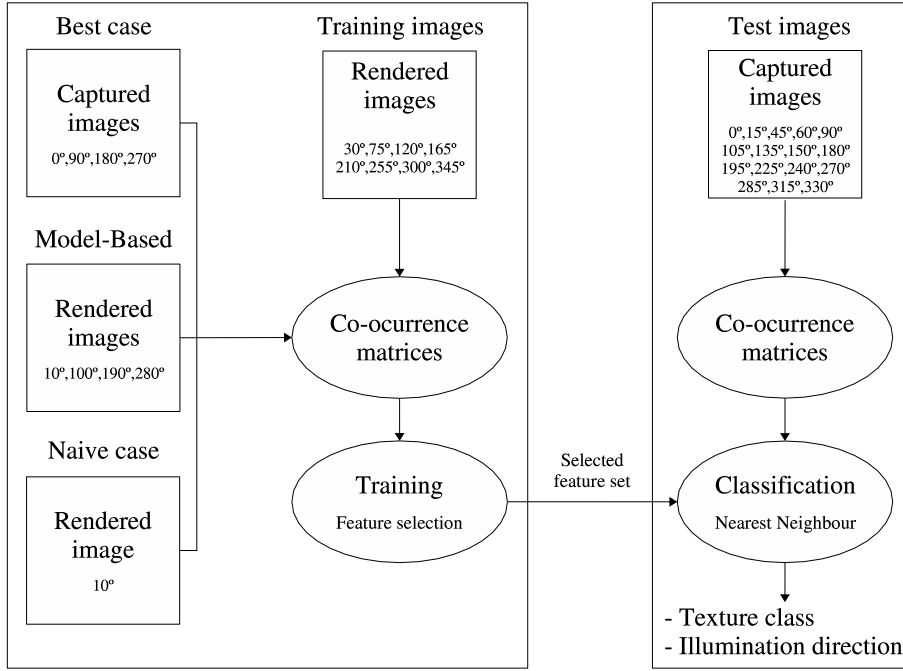 Best case
Captured
images
0º,90º,180º,270º
Model-Based
Rendered
images
10º,100º,190º,280º
Naive case
Rendered
image
10º
Training images
Rendered
images
30º,75º,120º,165º
210º,255º,300º,345º
Co-ocurrence
matrices
Training
Feature selection
Selected
feature set
Test images
Captured
images
0º,15º,45º,60º,90º
105º,135º,150º,180º
195º,225º,240º,270º
285º,315º,330º
Co-ocurrence
matrices
Classification
Nearest Neighbour
- Texture class
- Illumination direction